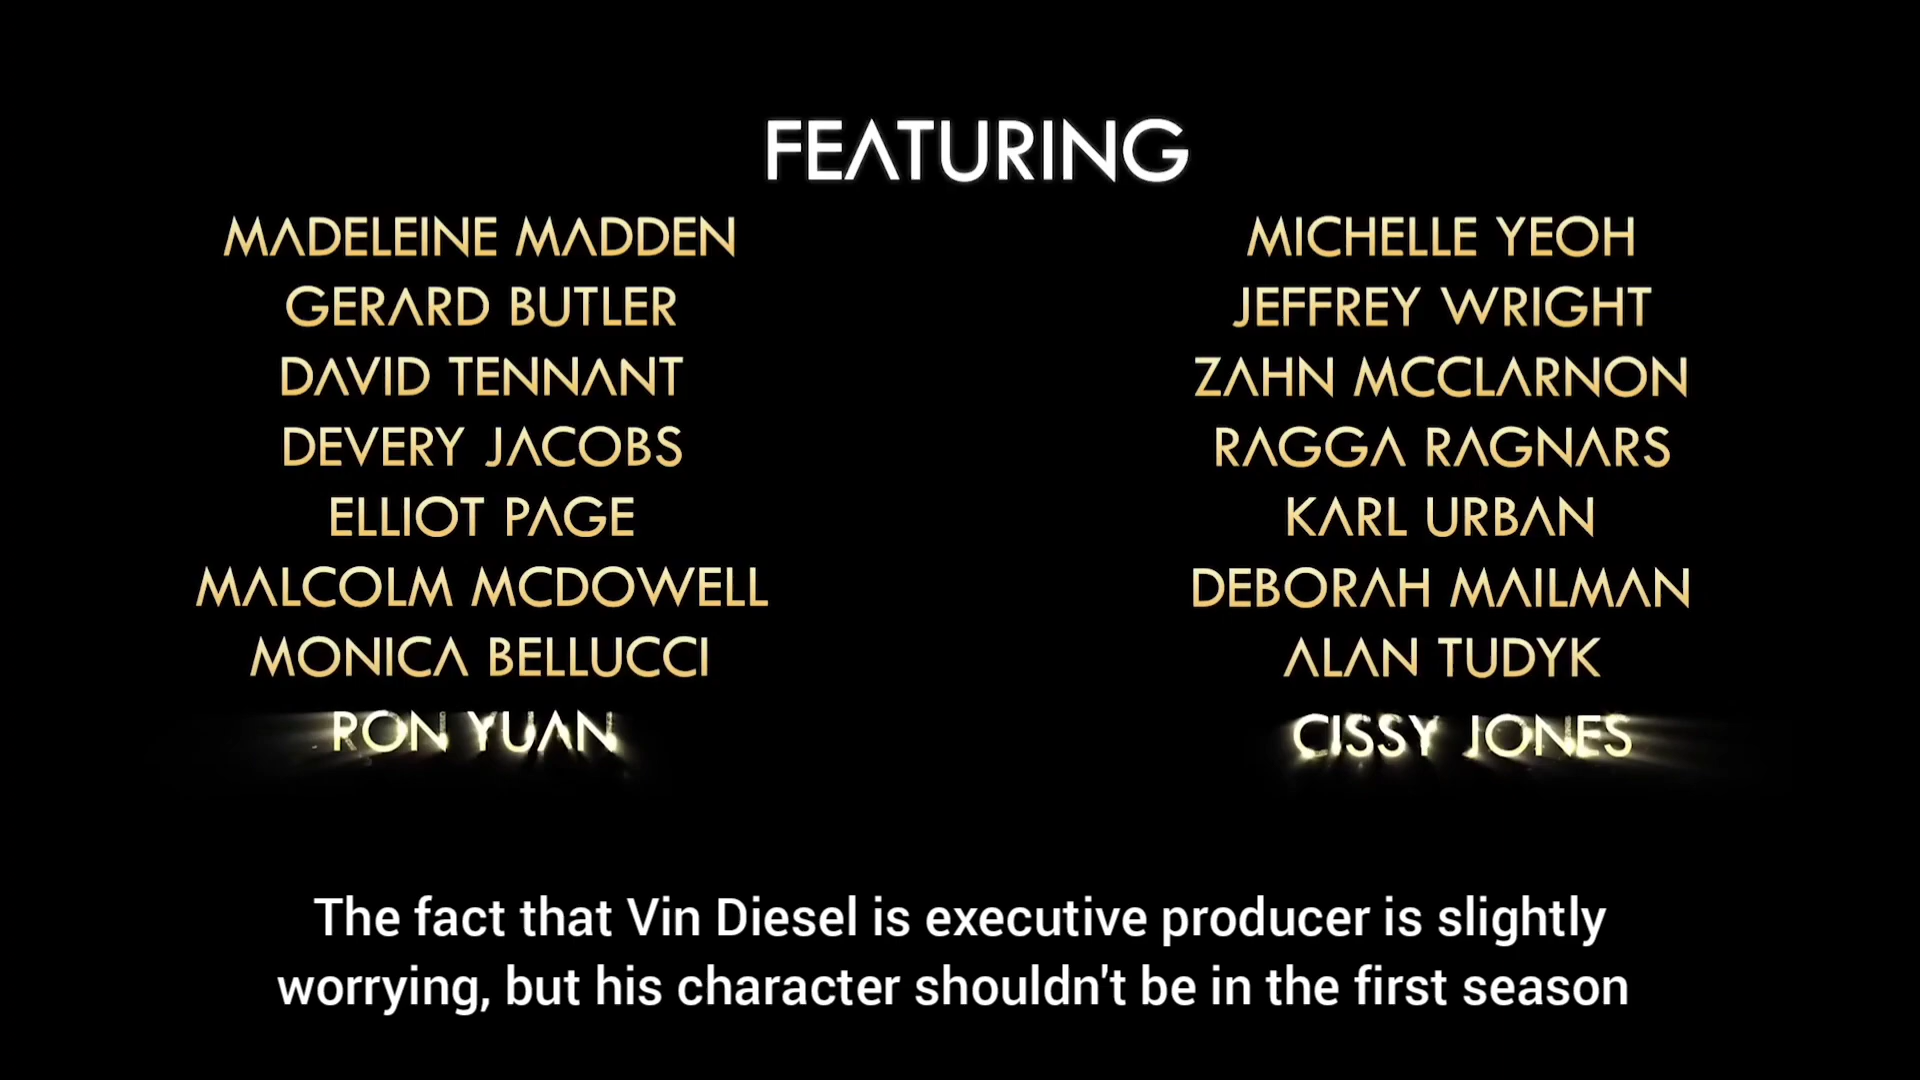 FEATURING
MADELEINE MADDEN
MICHELLE YEOH
GERARD BUTLER
JEFFREY WRIGHT
DAVID TENNANT
ZAHN MCCLARNON
DEVERY JACOBS
RAGGA RAGNARS
ELLIOT PAGE
KARL URBAN
MALCOLM MCDOWELL
DEBORAH MAILMAN
MONICA BELLUCCI
ALAN TUDYK
RON YUAN
CISSY JONES
The fact that Vin Diesel is executive producer is slightly
worrying, but his character shouldn't be in the first season